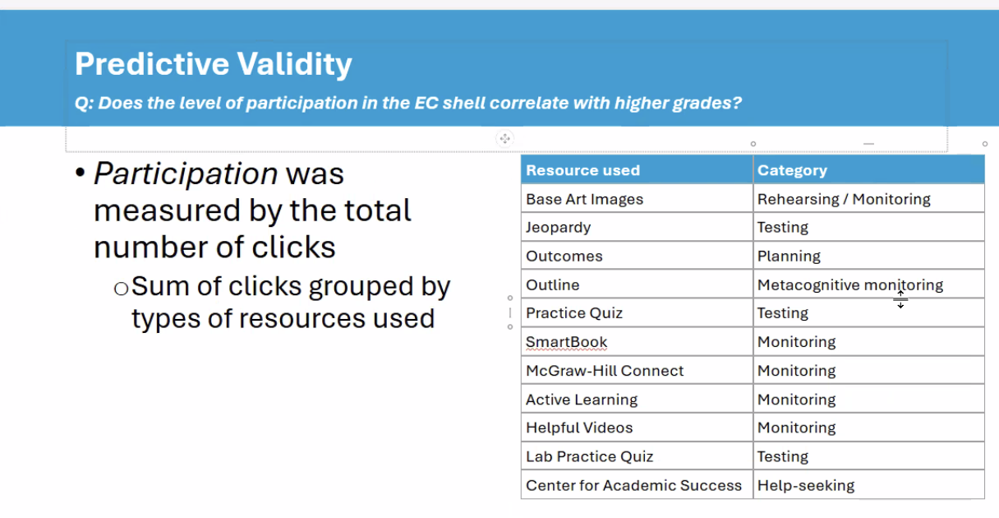 Predictive Validity
Q: Does the level of participation in the EC shell correlate with higher grades?
• Participation was
measured by the total
number of clicks
○Sum of clicks grouped by
types of resources used
Resource used Category
Base Art Images Rehearsing / Monitoring
Jeopardy Testing
Outcomes Planning
Outline Metacognitive monitoring
Practice Quiz Testing
SmartBook Monitoring
McGraw-Hill Connect Monitoring
Active Learning Monitoring
Helpful Videos Monitoring
Lab Practice Quiz Testing
Center for Academic Success Help-seeking